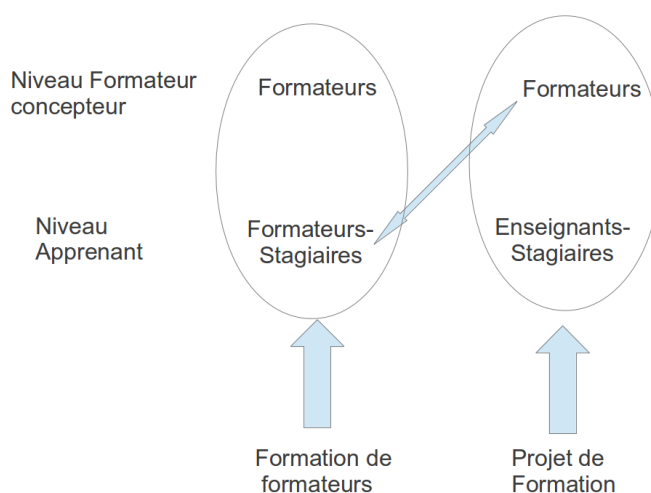 Niveau Formateur
concepteur
Formateurs
Formateurs
Niveau
Apprenant
Formateurs-
Stagiaires
Enseignants-
Stagiaires
Formation de
formateurs
Projet de
Formation